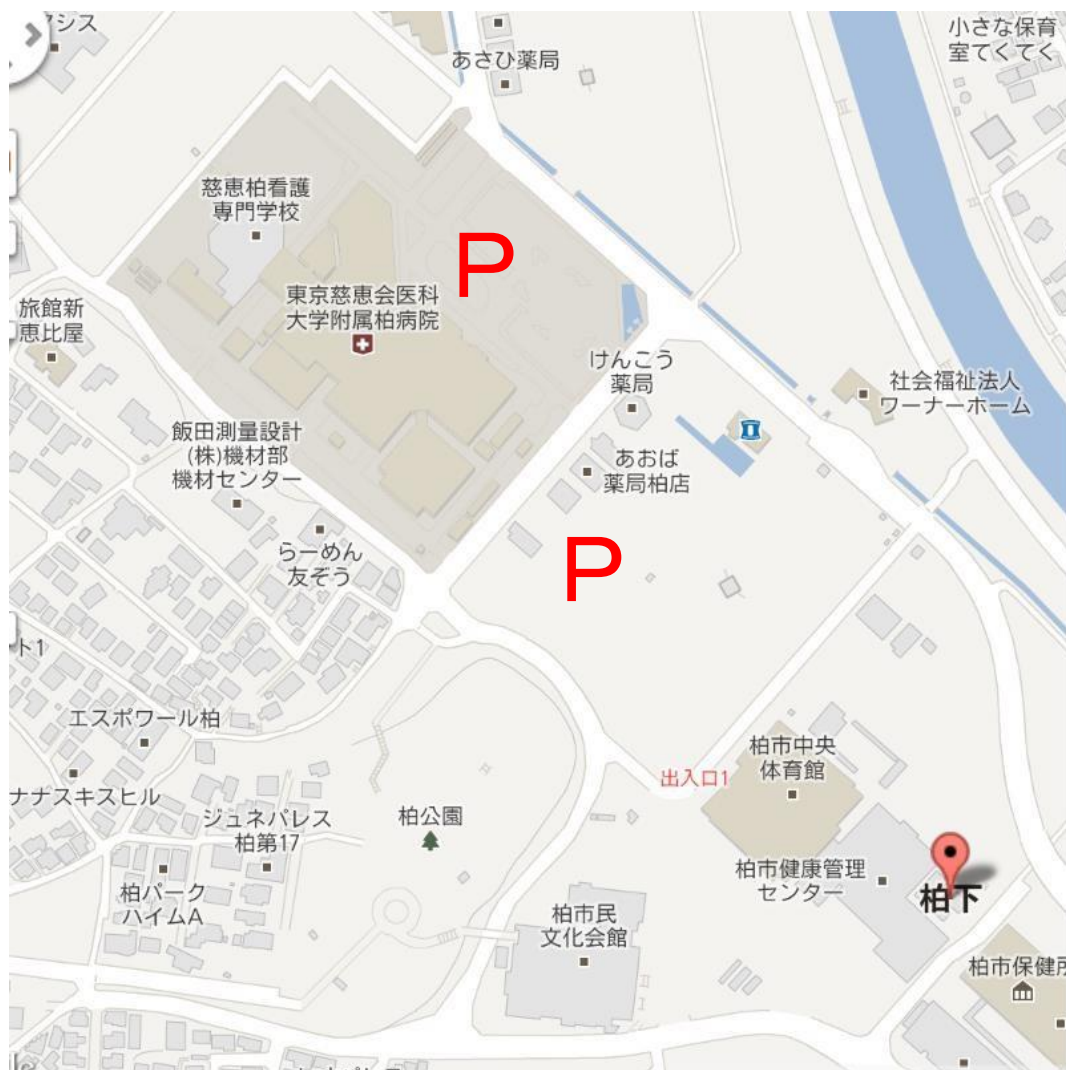 クシス
あさひ薬局
小さな保育
室てくてく
慈恵柏看護
専門学校
P
東京慈恵会医科
大学附属柏病院
旅館新
恵比屋
けんこう
薬局
社会福祉法人
ワーナーホーム
飯田測量設計
(株)機材部
機材センター
あおば
薬局柏店
らーめん
友ぞう
P
ト1
エスポワール柏
柏市中央
体育館
出入口1
ナナスキスヒル
ジュネパレス
柏第17
柏公園
柏市健康管理
センター
柏下
柏パーク
ハイムA
柏市民
文化会館
柏市保健所